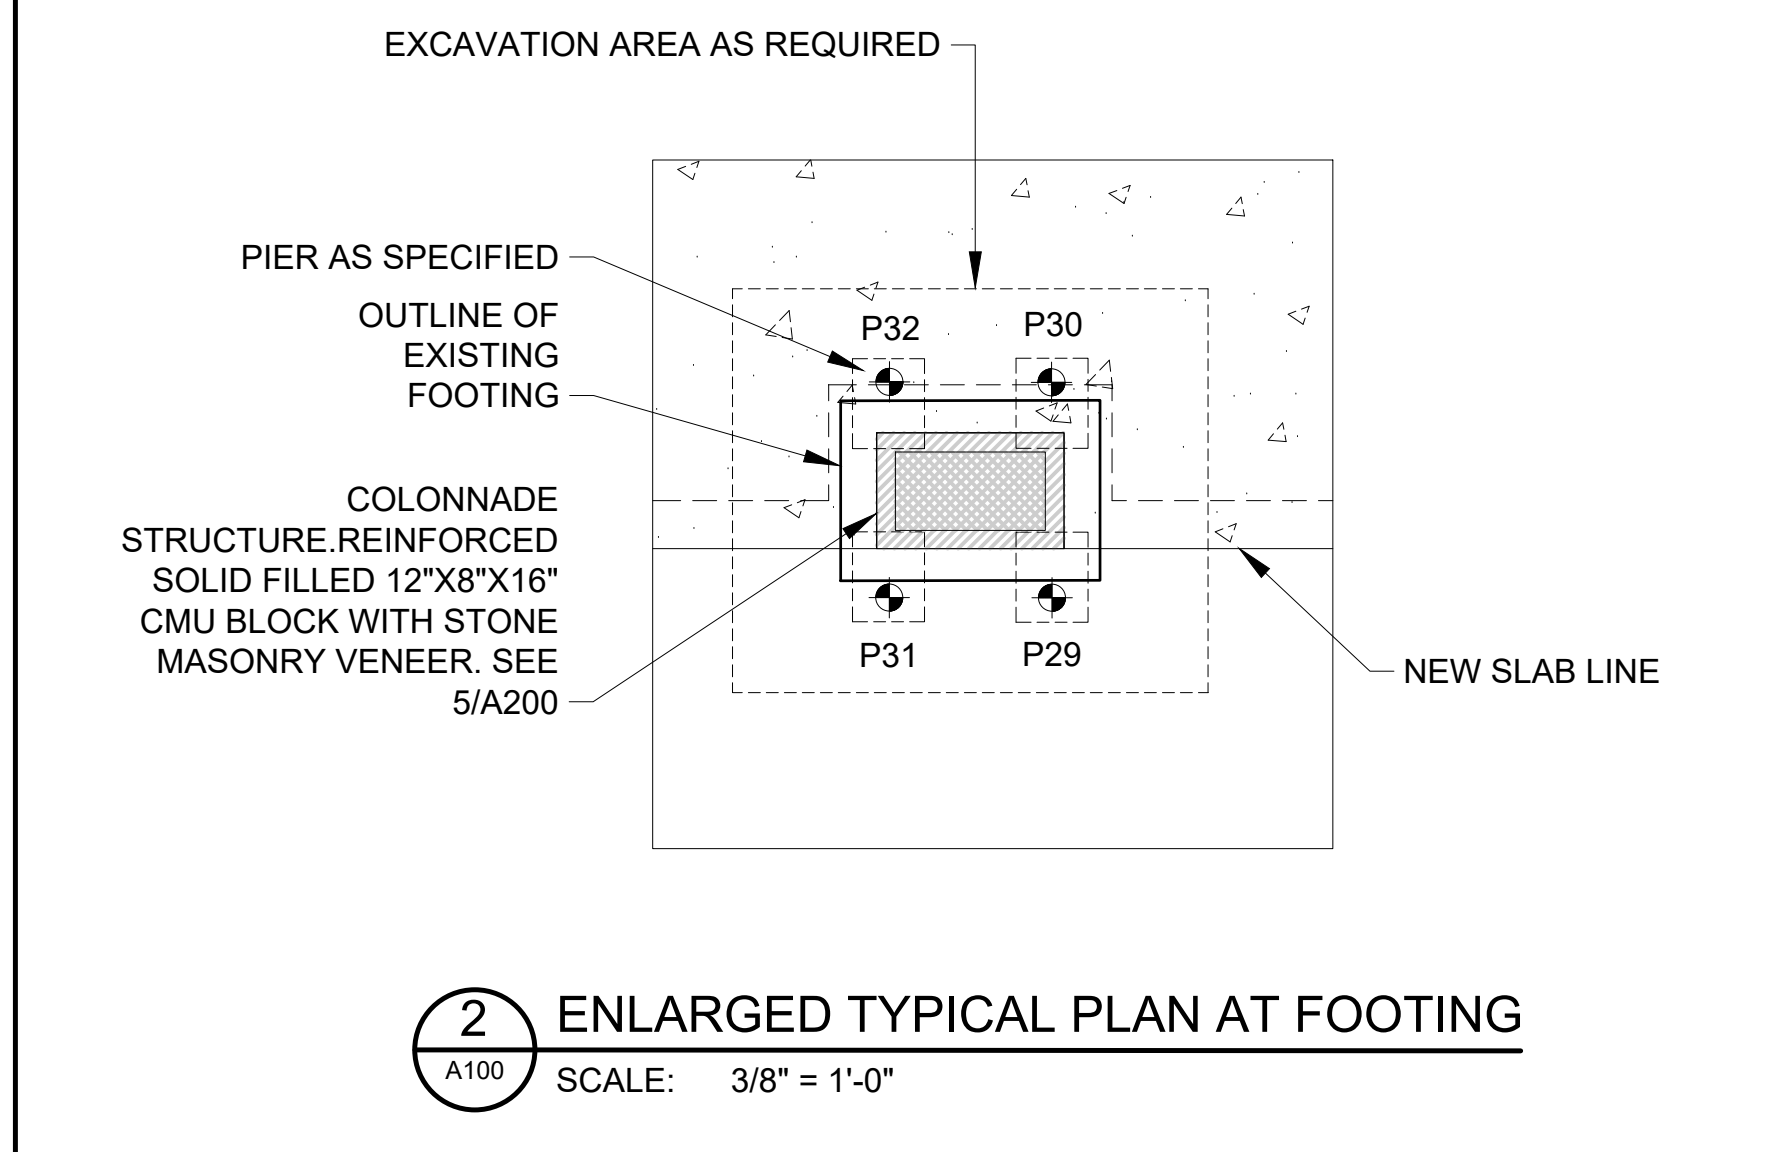 EXCAVATION AREA AS REQUIRED
PIER AS SPECIFIED
OUTLINE OF
EXISTING
FOOTING
COLONNADE
STRUCTURE.REINFORCED
SOLID FILLED 12"X8"X16"
CMU BLOCK WITH STONE
MASONRY VENEER. SEE
5/A200
P32
P30
P31
P29
NEW SLAB LINE
2
A100
ENLARGED TYPICAL PLAN AT FOOTING
SCALE: 3/8" = 1'-0"